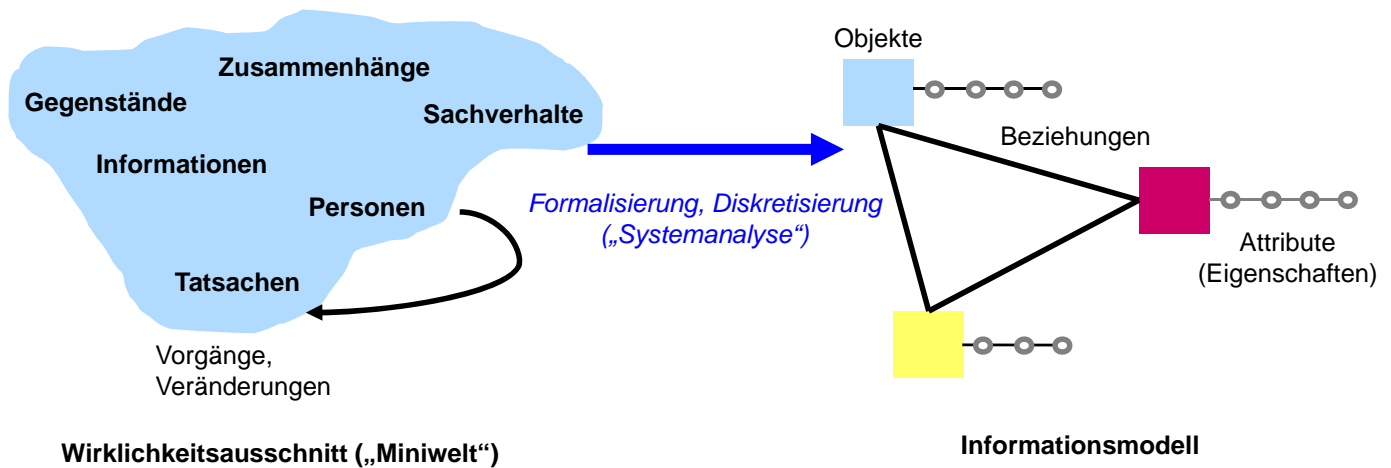 Zusammenhänge
Gegenstände
Sachverhalte
Informationen
Personen
Tatsachen
Vorgänge,
Veränderungen
Wirklichkeitsausschnitt („Miniwelt“)
Formalisierung, Diskretisierung
(„Systemanalyse“)
Objekte
Beziehungen
Attribute
(Eigenschaften)
Informationsmodell